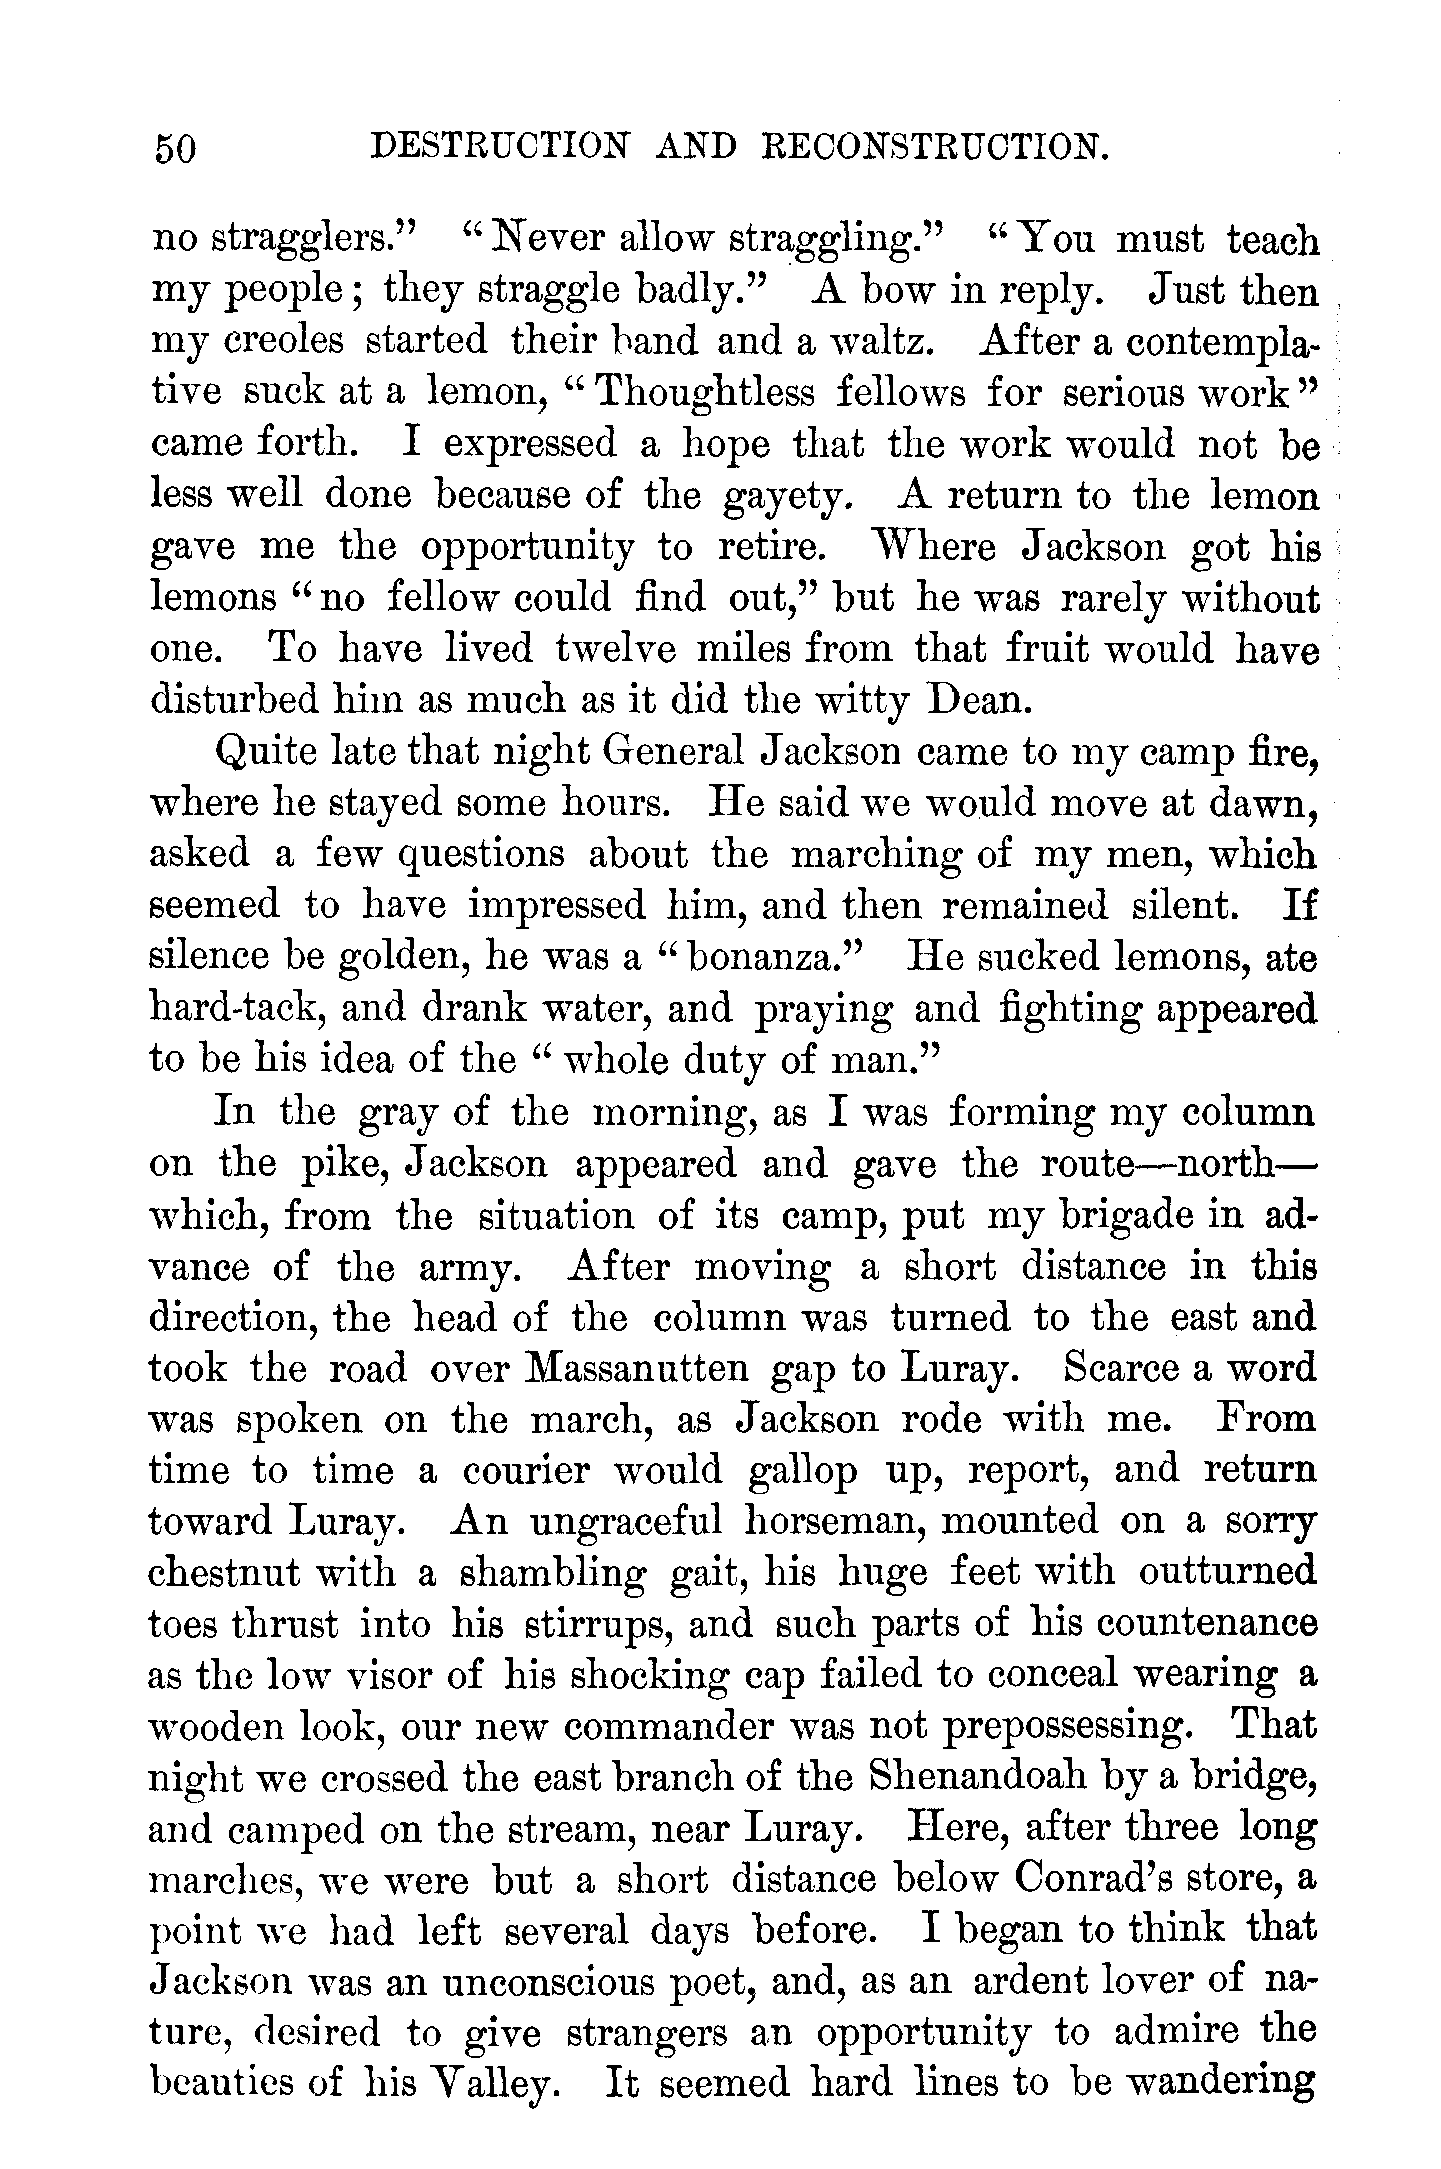 50 DESTRUCTION AND RECONSTRUCTION.
no stragglers.” “Never allow straggling.” “You must teach
my people; they straggle badly.” A bow in reply. Just then
my creoles started their band and a waltz. After a contempla-
tive suck at a lemon, “Thoughtless fellows for serious work”
came forth. I expressed a hope that the work would not be
less well done because of the gayety. A return to the lemon
gave me the opportunity to retire. Where Jackson got his
lemons “no fellow could find out,” but he was rarely without
one. To have lived twelve miles from that fruit would have
disturbed him as much as it did the witty Dean.
Quite late that night General Jackson came to my camp fire,
where he stayed some hours. He said we would move at dawn,
asked a few questions about the marching of my men, which
seemed to have impressed him, and then remained silent. If
silence be golden, he was a “bonanza.” He sucked lemons, ate
hard-tack, and drank water, and praying and fighting appeared
to be his idea of the “whole duty of man.”
In the gray of the morning, as I was forming my column
on the pike, Jackson appeared and gave the route—north—
which, from the situation of its camp, put my brigade in ad-
vance of the army. After moving a short distance in this
direction, the head of the column was turned to the east and
took the road over Massanutten gap to Luray. Scarce a word
was spoken on the march, as Jackson rode with me. From
time to time a courier would gallop up, report, and return
toward Luray. An ungraceful horseman, mounted on a sorry
chestnut with a shambling gait, his huge feet with outturned
toes thrust into his stirrups, and such parts of his countenance
as the low visor of his shocking cap failed to conceal wearing a
wooden look, our new commander was not prepossessing. That
night we crossed the east branch of the Shenandoah by a bridge,
and camped on the stream, near Luray. Here, after three long
marches, we were but a short distance below Conrad’s store, a
point we had left several days before. I began to think that
Jackson was an unconscious poet, and, as an ardent lover of na-
ture, desired to give strangers an opportunity to admire the
beauties of his Valley. It seemed hard lines to be wandering